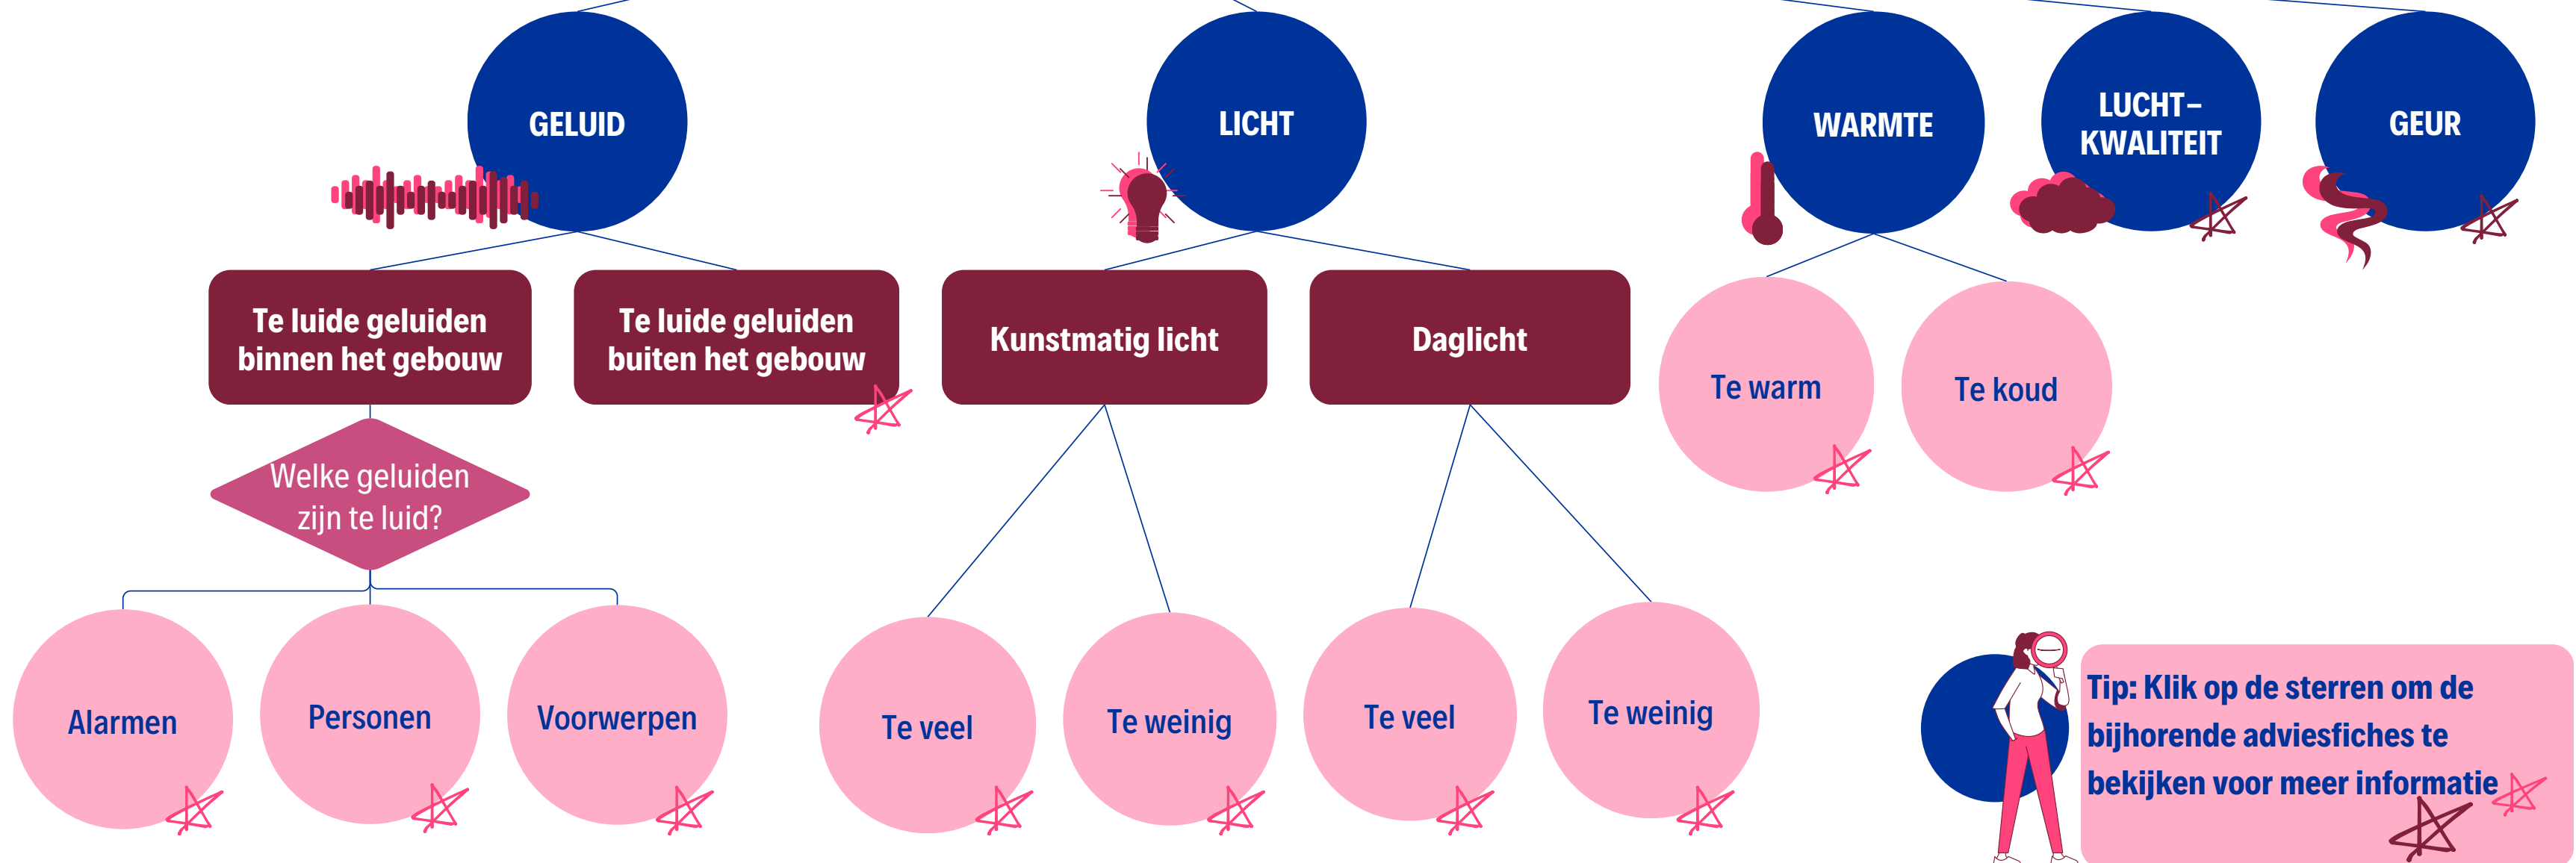 GELUID
LICHT
WARMTE
LUCHT-
KWALITEIT
GEUR
Te luide geluiden
binnen het gebouw
Te luide geluiden
buiten het gebouw
Kunstmatig licht
Daglicht
Te warm
Te koud
Welke geluiden
zijn te luid?
Alarmen
Personen
Voorwerpen
Te veel
Te weinig
Te veel
Te weinig
Tip: Klik op de sterren om de
bijhorende adviesfiches te
bekijken voor meer informatie